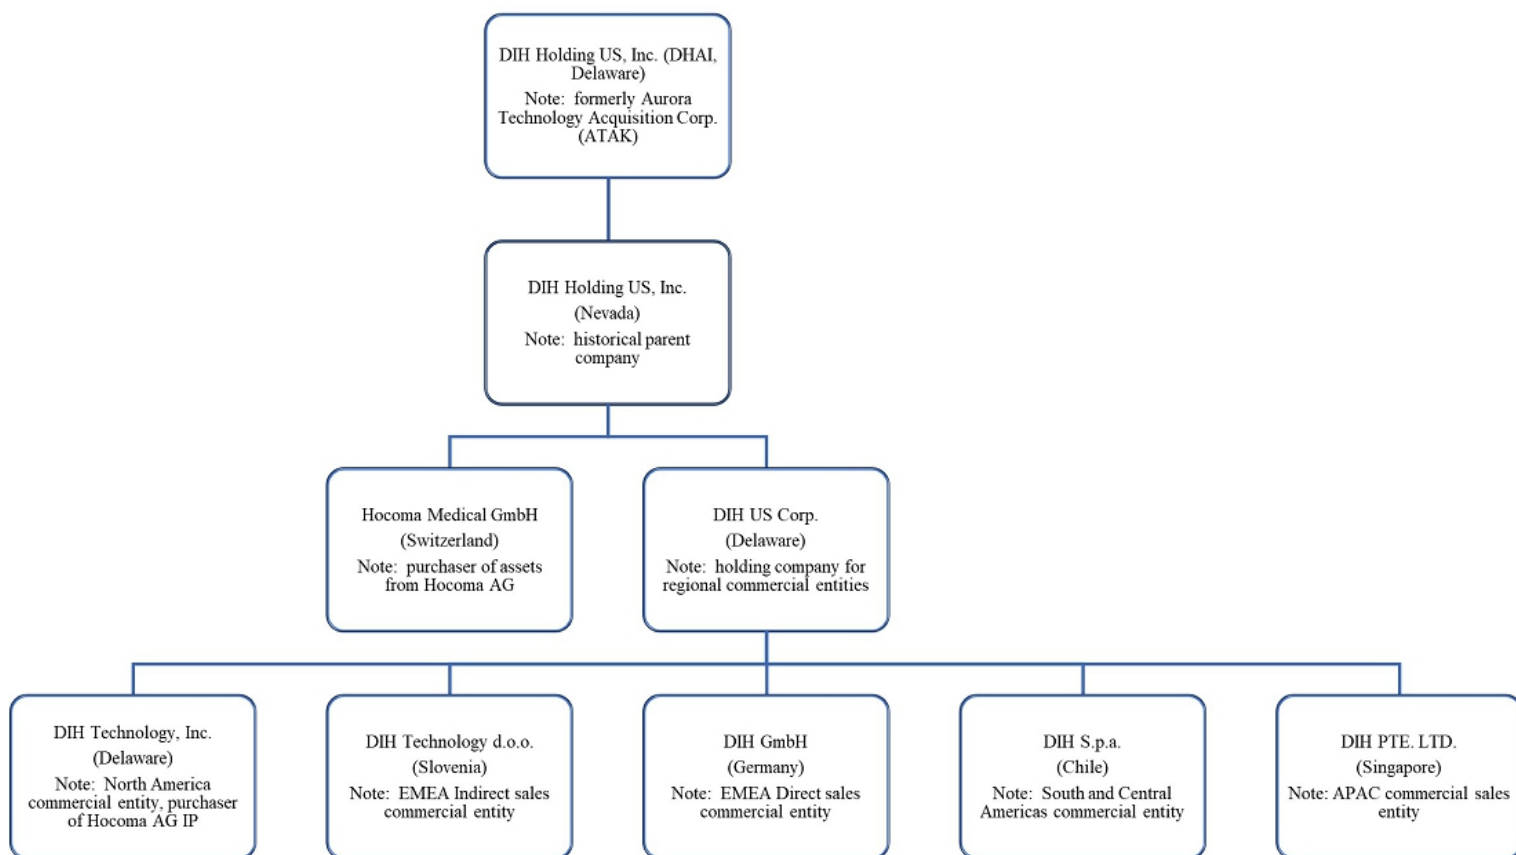 DIH Holding US, Inc. (DHAI,
Delaware)
Note: formerly Aurora
Technology Acquisition Corp.
(ATAK)
DIH Holding US, Inc.
(Nevada)
Note: historical parent
company
Hocoma Medical GmbH
(Switzerland)
Note: purchaser of assets
from Hocoma AG
DIH US Corp.
(Delaware)
Note: holding company for
regional commercial entities
DIH Technology, Inc.
(Delaware)
Note: North America
commercial entity, purchaser
of Hocoma AG IP
DIH Technology d.o.o.
(Slovenia)
Note: EMEA Indirect sales
commercial entity
DIH GmbH
(Germany)
Note: EMEA Direct sales
commercial entity
DIH S.p.a.
(Chile)
Note: South and Central
Americas commercial entity
DIH PTE. LTD.
(Singapore)
Note: APAC commercial sales
entity